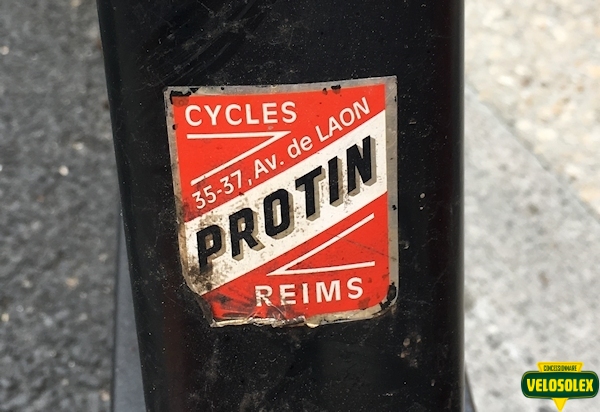 CYCLES
35-37, Av. de LAON
PROTIN
REIMS
CONCESSIONNAIRE
VELOSOLEX